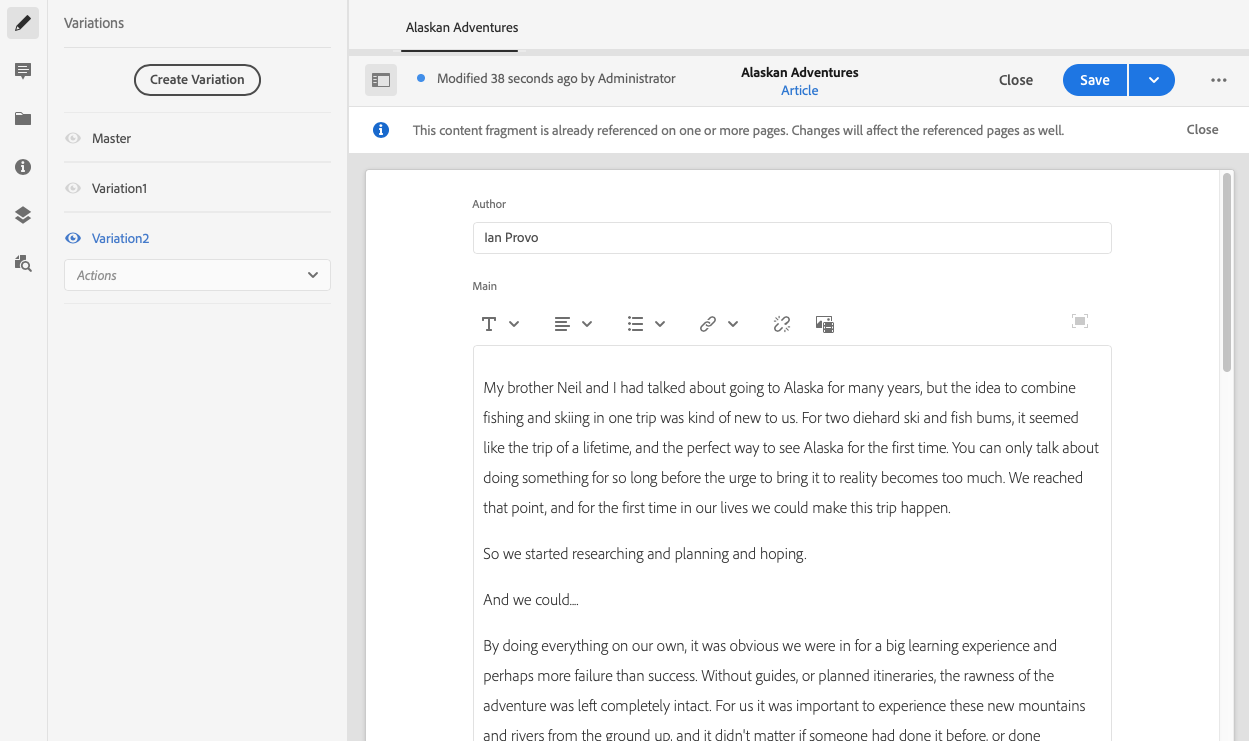 Variations
Create Variation
Master
Variation1
Variation2
Actions
Alaskan Adventures
Modified 38 seconds ago by Administrator
Alaskan Adventures
Article
Close
Save
This content fragment is already referenced on one or more pages. Changes will affect the referenced pages as well.
Close
Author
Ian Provo
Main
My brother Neil and I had talked about going to Alaska for many years, but the idea to combine
fishing and skiing in one trip was kind of new to us. For two diehard ski and fish bums, it seemed
like the trip of a lifetime, and the perfect way to see Alaska for the first time. You can only talk about
doing something for so long before the urge to bring it to reality becomes too much. We reached
that point, and for the first time in our lives we could make this trip happen.
So we started researching and planning and hoping.
And we could....
By doing everything on our own, it was obvious we were in for a big learning experience and
perhaps more failure than success. Without guides, or planned itineraries, the rawness of the
adventure was left completely intact. For us it was important to experience these new mountains
and rivers from the ground up, and it didn't matter if someone had done it before, or done